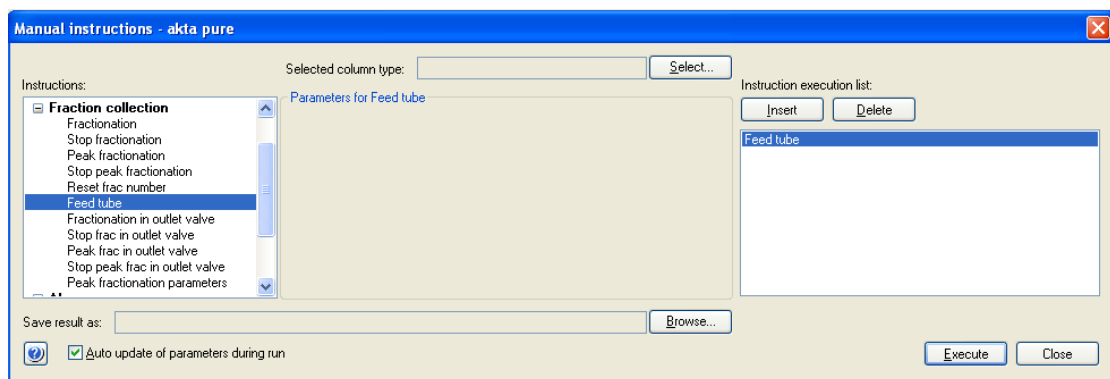 Manual instructions - akta pure
Selected column type:
Select...
Instructions:
Fraction collection
Fractionation
Stop fractionation
Peak fractionation
Stop peak fractionation
Reset frac number
Feed tube
Fractionation in outlet valve
Stop frac in outlet valve
Peak frac in outlet valve
Stop peak frac in outlet valve
Peak fractionation parameters
Parameters for Feed tube
Instruction execution list:
Insert
Delete
Feed tube
Save result as:
Browse...
Auto update of parameters during run
Execute
Close